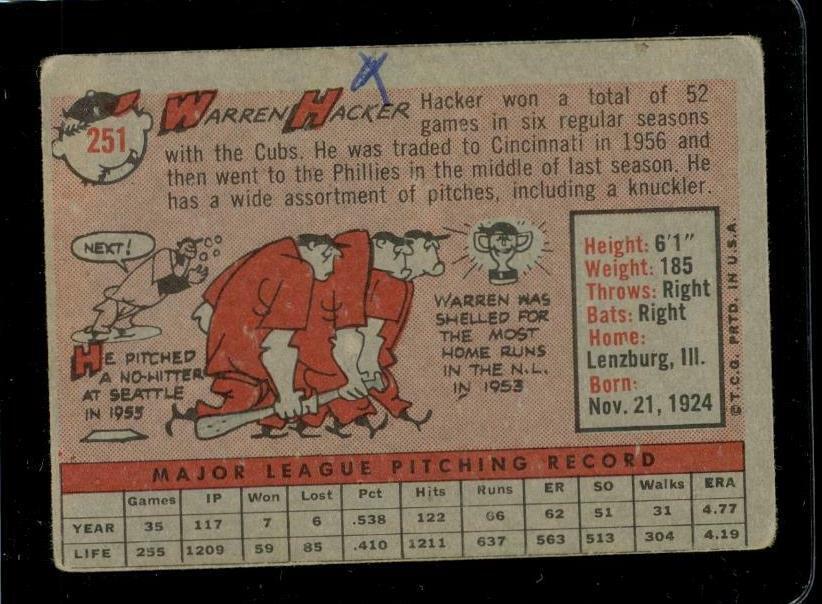 251
WARREN HACKER
Hacker won a total of 52
games in six regular seasons
with the Cubs. He was traded to Cincinnati in 1956 and
then went to the Phillies in the middle of last season. He
has a wide assortment of pitches, including a knuckler.
NEXT!
HE PITCHED
A NO-HITTER
AT SEATTLE
IN 1955
WARREN WAS
SHELLED FOR
THE MOST
HOME RUNS
IN THE N.L.
IN 1953
Height: 6'1"
Weight: 185
Throws: Right
Bats: Right
Home:
Lenzburg, Ill.
Born:
Nov. 21, 1924
©T.C.G. PRTD. IN U.S.A.
MAJOR LEAGUE PITCHING RECORD
Games IP Won Lost Pct Hits Runs ER SO Walks ERA
YEAR 35 117 7 6 .538 122 66 62 51 31 4.77
LIFE 255 1209 59 85 .410 1211 637 563 513 304 4.19